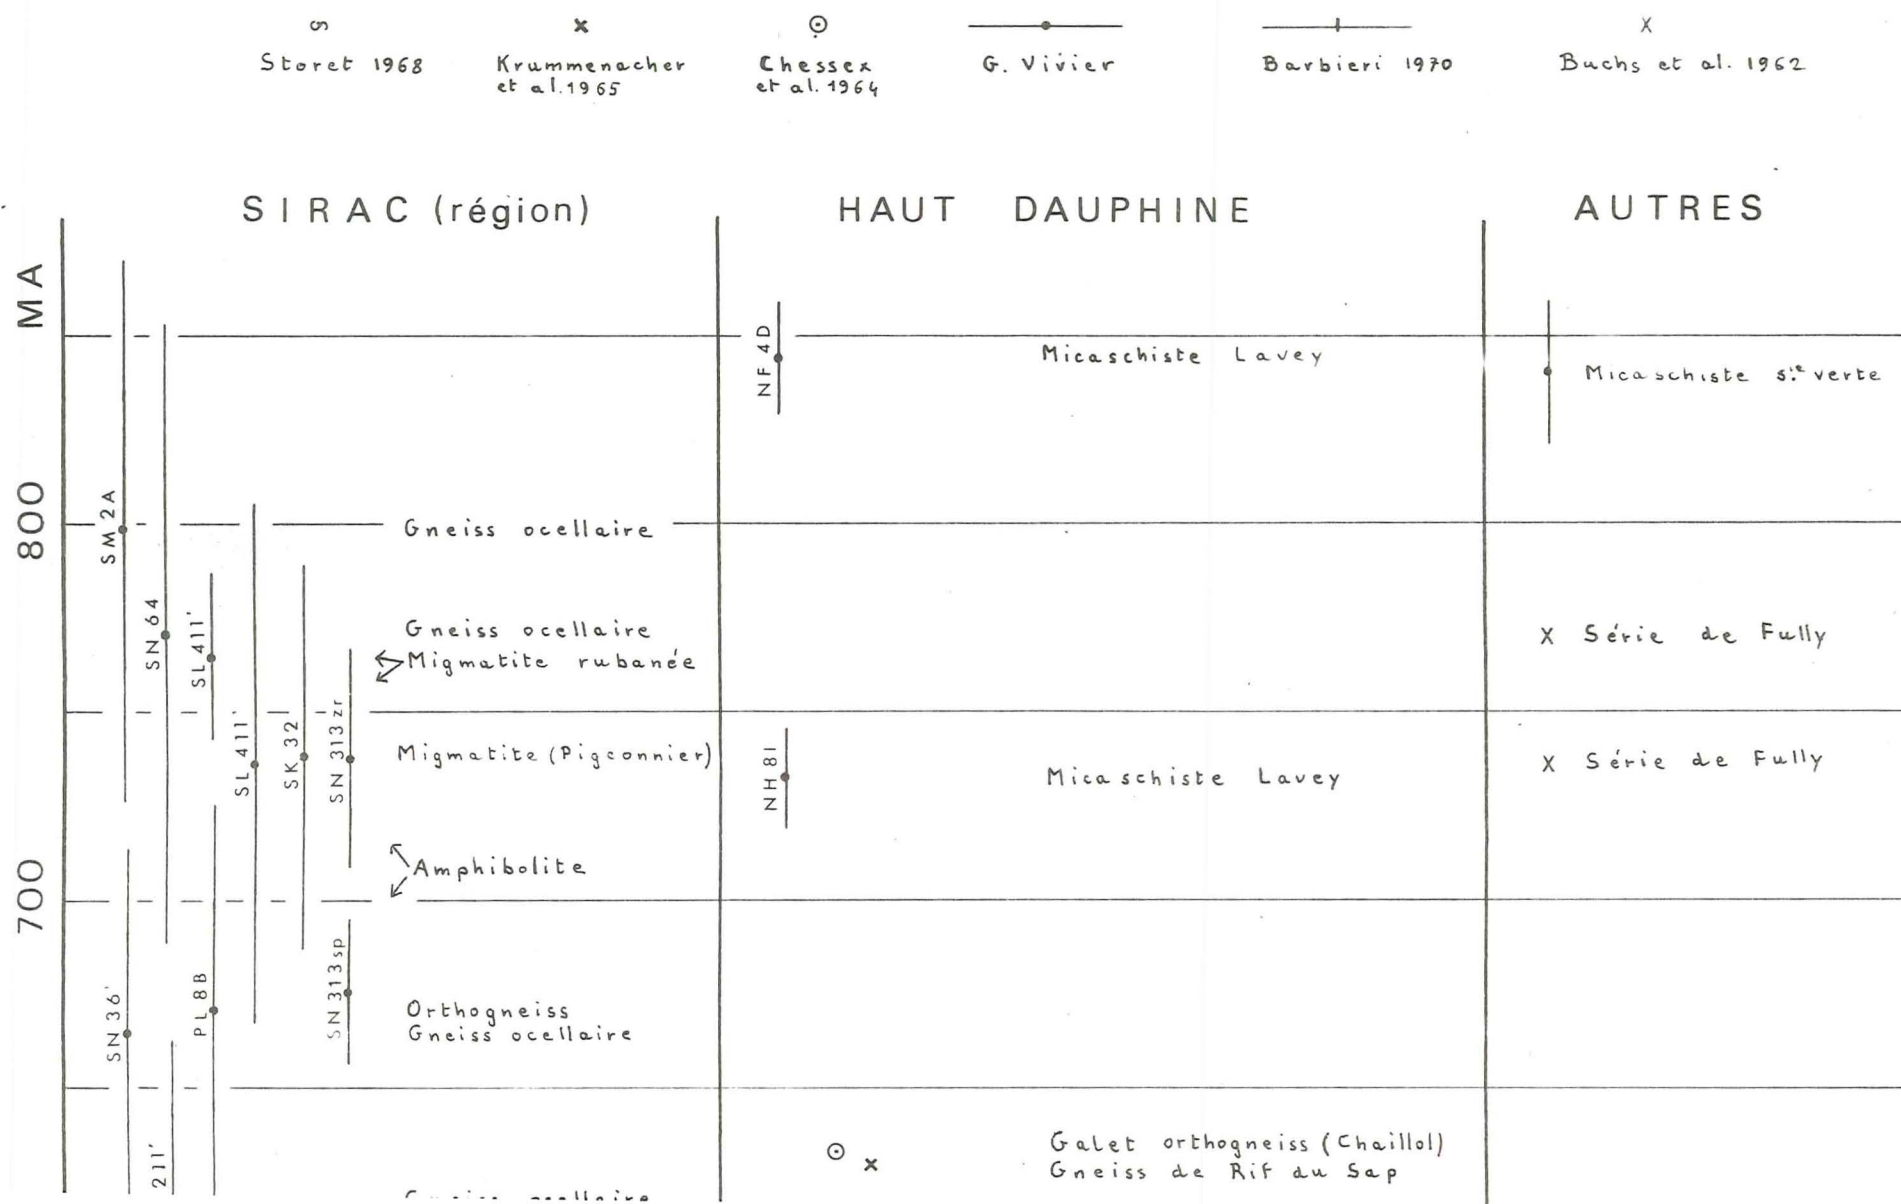 Storet 1968
Krummenacher
et al. 1965
Chessex
et al. 1964
G. Vivier
Barbieri 1970
Buchs et al. 1962
SIRAC (région)
HAUT DAUPHINE
AUTRES
MA
NF 4D
Micaschiste Lavey
Micaschiste sie verte
800
SM 2A
Gneiss ocellaire
SN 64
SL 411'
Gneiss ocellaire
Migmatite rubanée
X Série de Fully
SL 411'
SK 32
SN 313 zr
Migmatite (Pigeonnier)
NH 81
Micaschiste Lavey
X Série de Fully
Amphibolite
700
SN 36'
PL 8B
SN 313 sp
Orthogneiss
Gneiss ocellaire
211'
Galet orthogneiss (Chaillol)
Gneiss de Rif du Sap